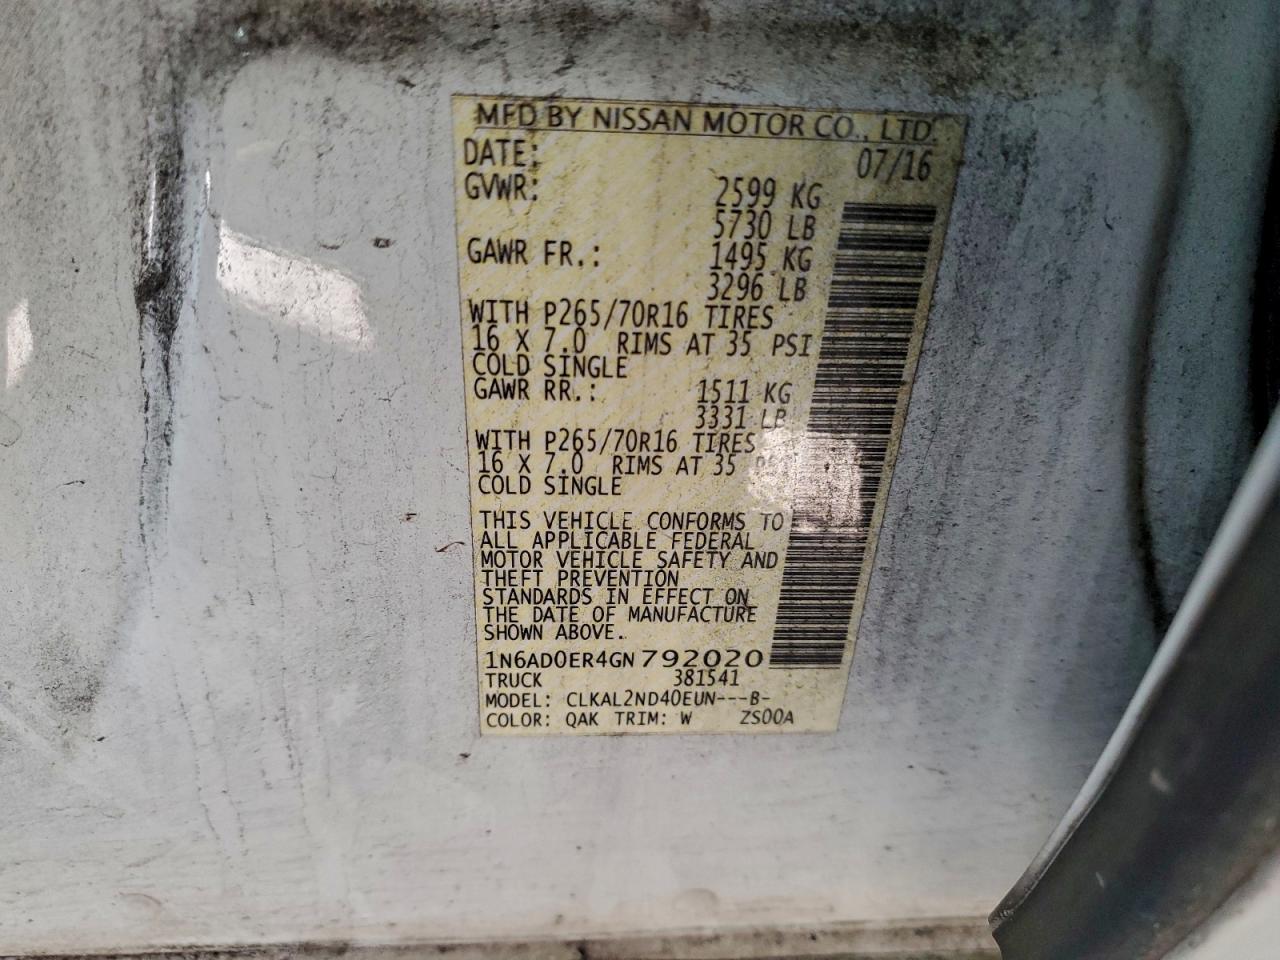 MFD BY NISSAN MOTOR CO., LTD.
DATE: 07/16
GVWR: 2599 KG
5730 LB
GAWR FR.: 1495 KG
3296 LB
WITH P265/70R16 TIRES
16 X 7.0 RIMS AT 35 PSI
COLD SINGLE
GAWR RR.: 1511 KG
3331 LB
WITH P265/70R16 TIRES
16 X 7.0 RIMS AT 35 PSI
COLD SINGLE
THIS VEHICLE CONFORMS TO
ALL APPLICABLE FEDERAL
MOTOR VEHICLE SAFETY AND
THEFT PREVENTION
STANDARDS IN EFFECT ON
THE DATE OF MANUFACTURE
SHOWN ABOVE.
1N6AD0ER4GN792020
TRUCK 381541
MODEL: CLKAL2ND40EUN---B-
COLOR: QAK TRIM: W ZS00A